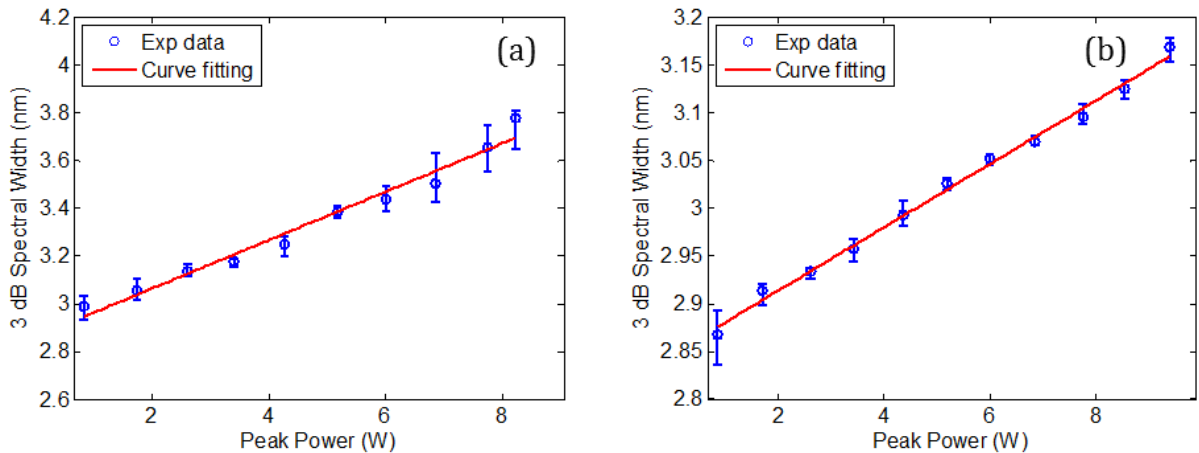 4.2
4
3.8
3.6
3.4
3.2
3
2.8
2.6
3 dB Spectral Width (nm)
Exp data
Curve fitting
(a)
2 4 6 8
Peak Power (W)
3.2
3.15
3.1
3.05
3
2.95
2.9
2.85
2.8
3 dB Spectral Width (nm)
Exp data
Curve fitting
(b)
2 4 6 8
Peak Power (W)